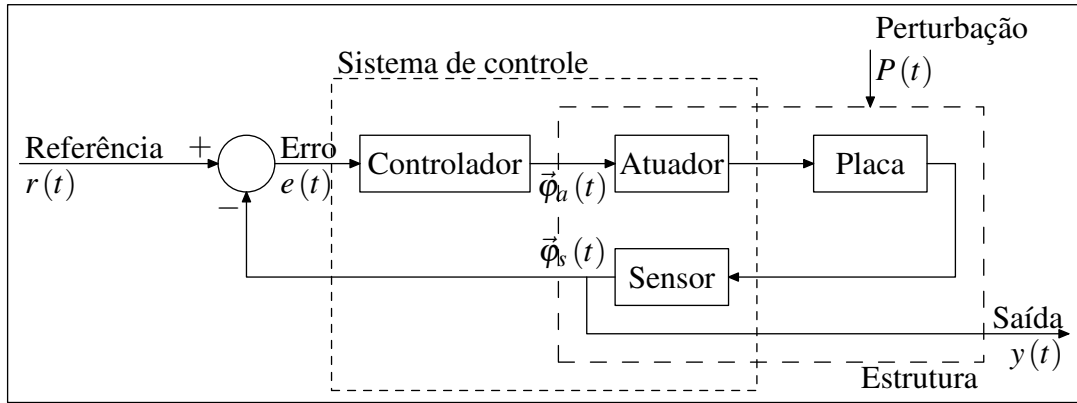 Perturbação
P(t)
Sistema de controle
Referência
r(t)
+
−
Erro
e(t)
Controlador
φ⃗ₐ(t)
Atuador
Placa
φ⃗ₛ(t)
Sensor
Saída
y(t)
Estrutura